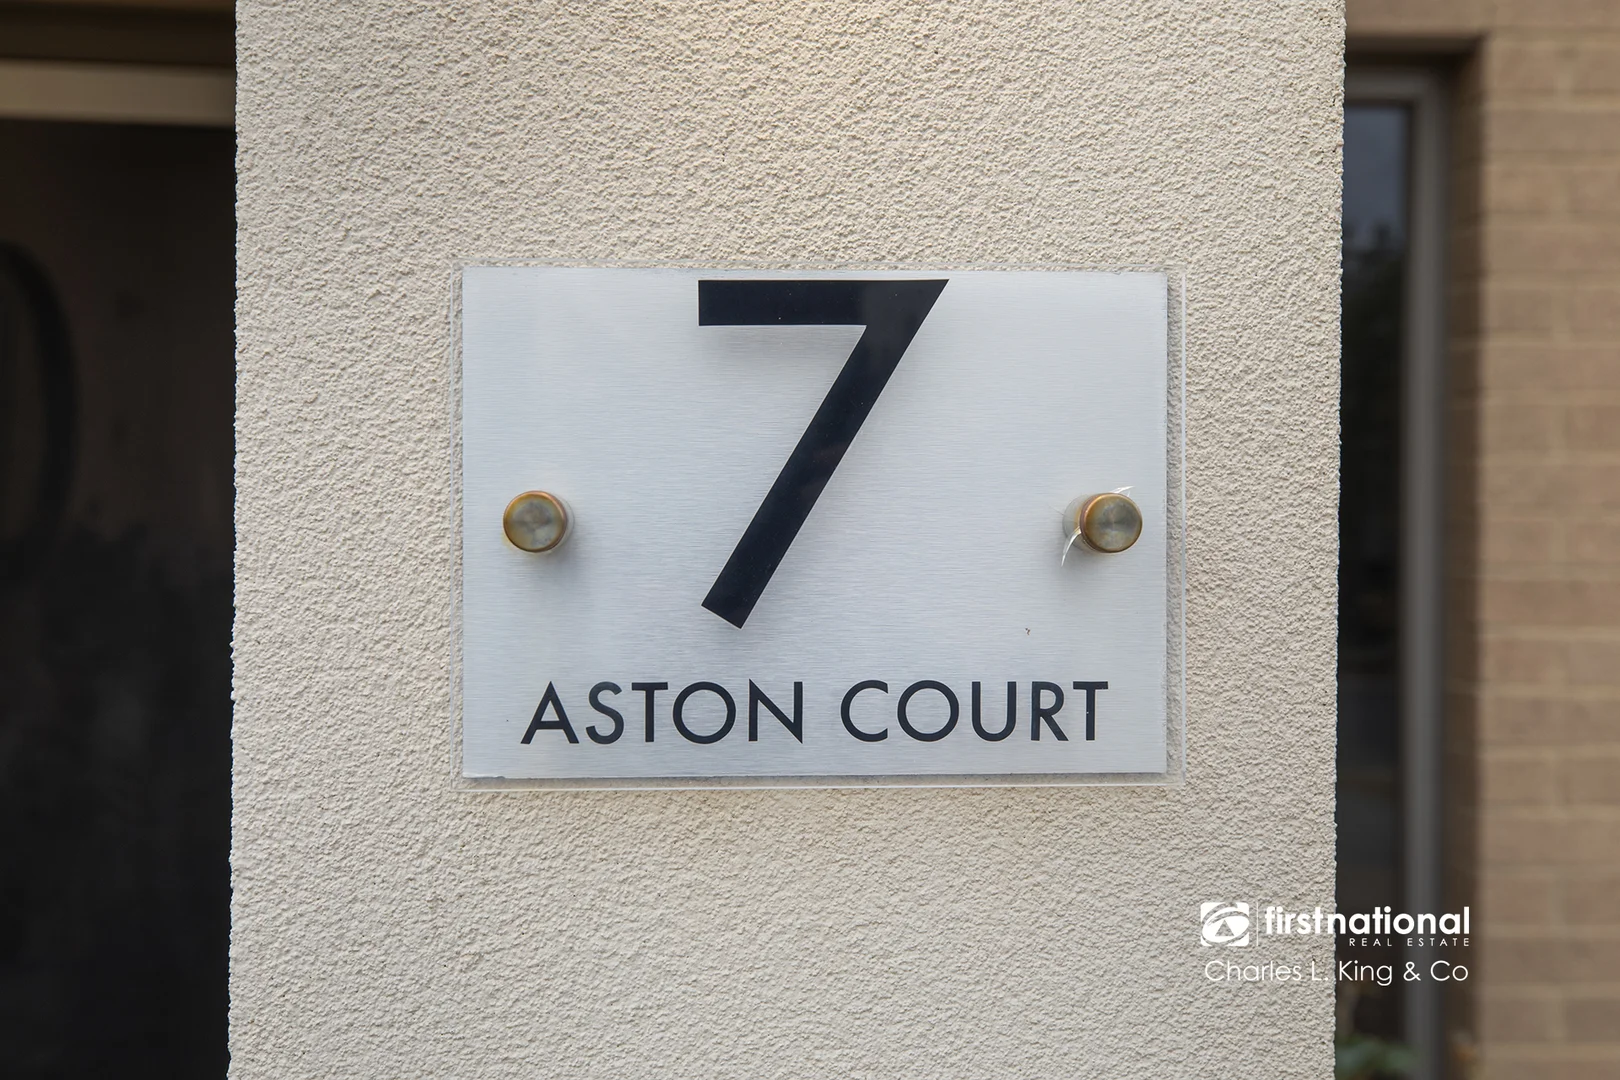 7
ASTON COURT
firstnational
REAL ESTATE
Charles L. King & Co